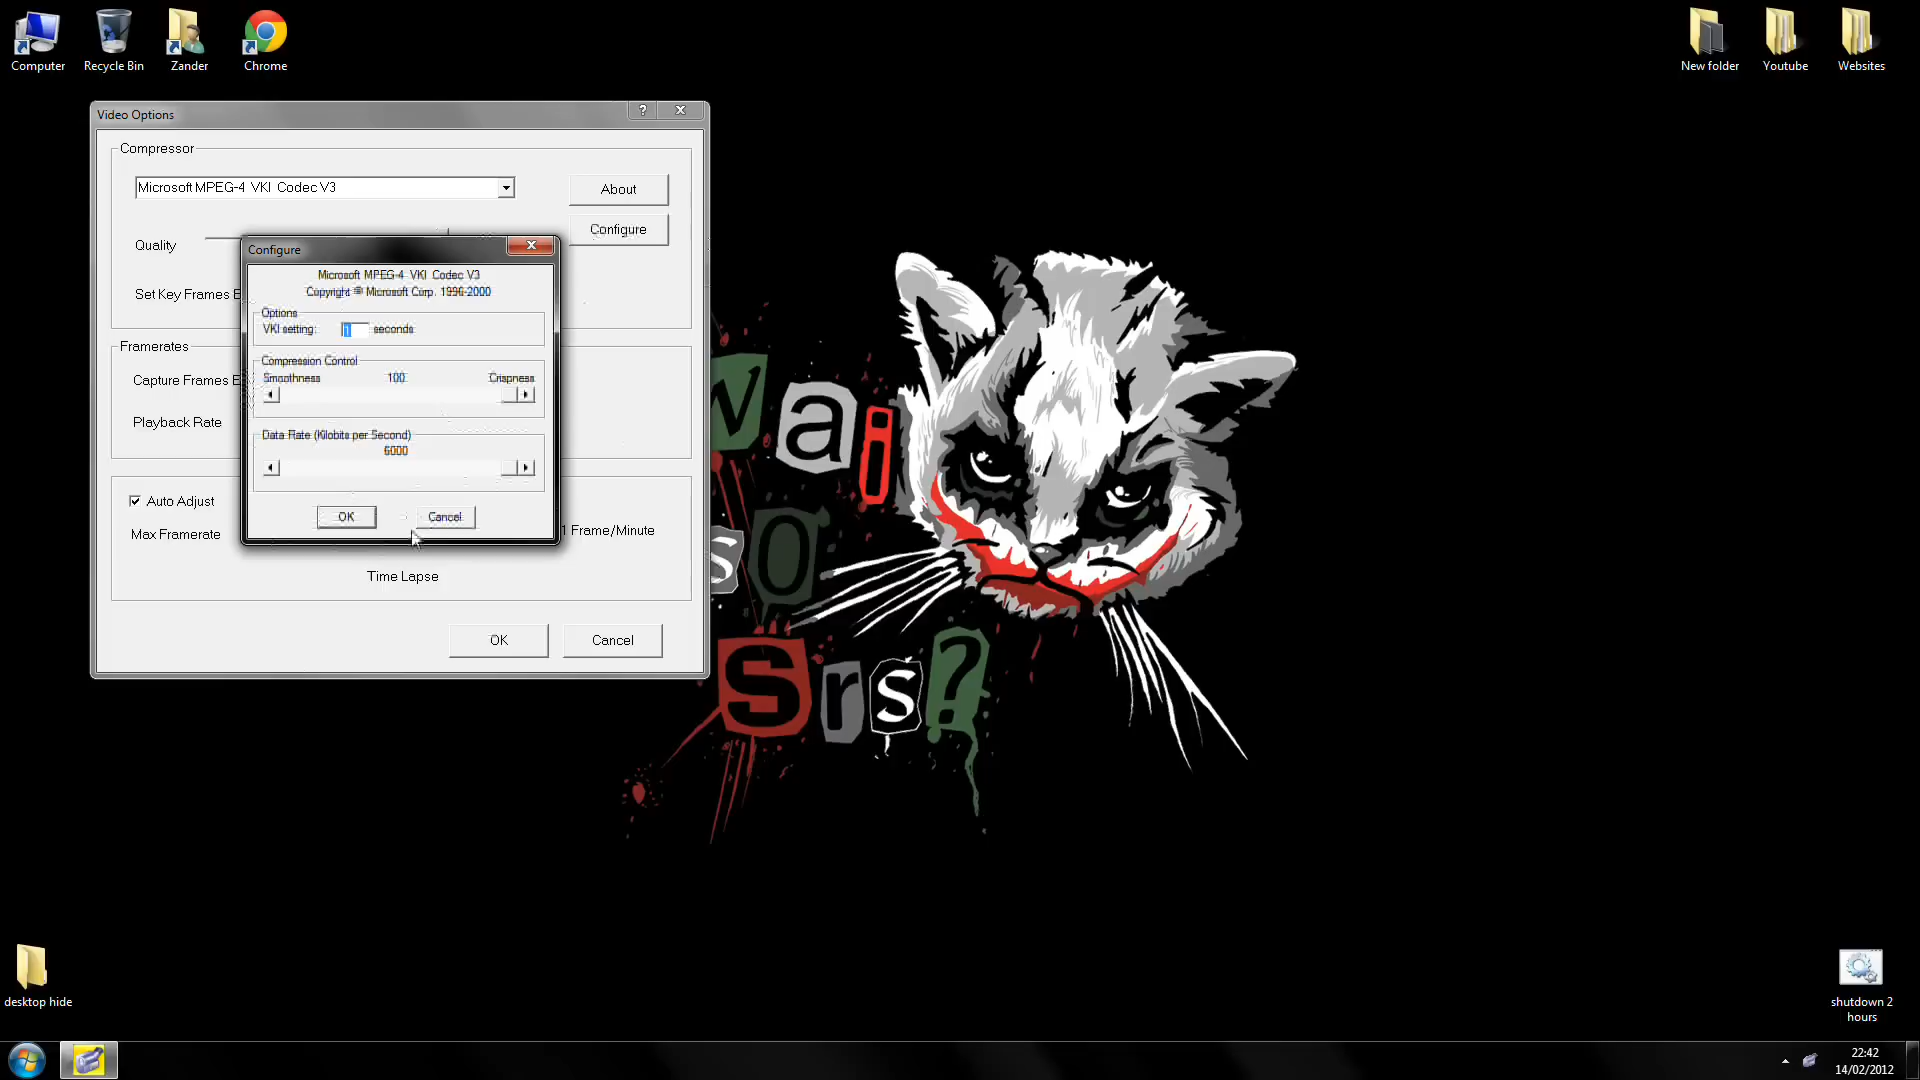 Computer
Recycle Bin
Zander
Chrome
New folder
Youtube
Websites
Video Options
?
Compressor
Microsoft MPEG-4 VKI Codec V3
About
Configure
Quality
Set Key Frames E
Framerates
Capture Frames E
Playback Rate
Auto Adjust
Max Framerate
1 Frame/Minute
Time Lapse
OK
Cancel
Configure
Microsoft MPEG-4 VKI Codec V3
Copyright © Microsoft Corp. 1996-2000
Options
VKI setting: 1 seconds
Compression Control
Smoothness 100 Crispness
Data Rate (Kilobits per Second)
6000
OK Cancel
wai
so
Srs?
desktop hide
shutdown 2
hours
22:42
14/02/2012